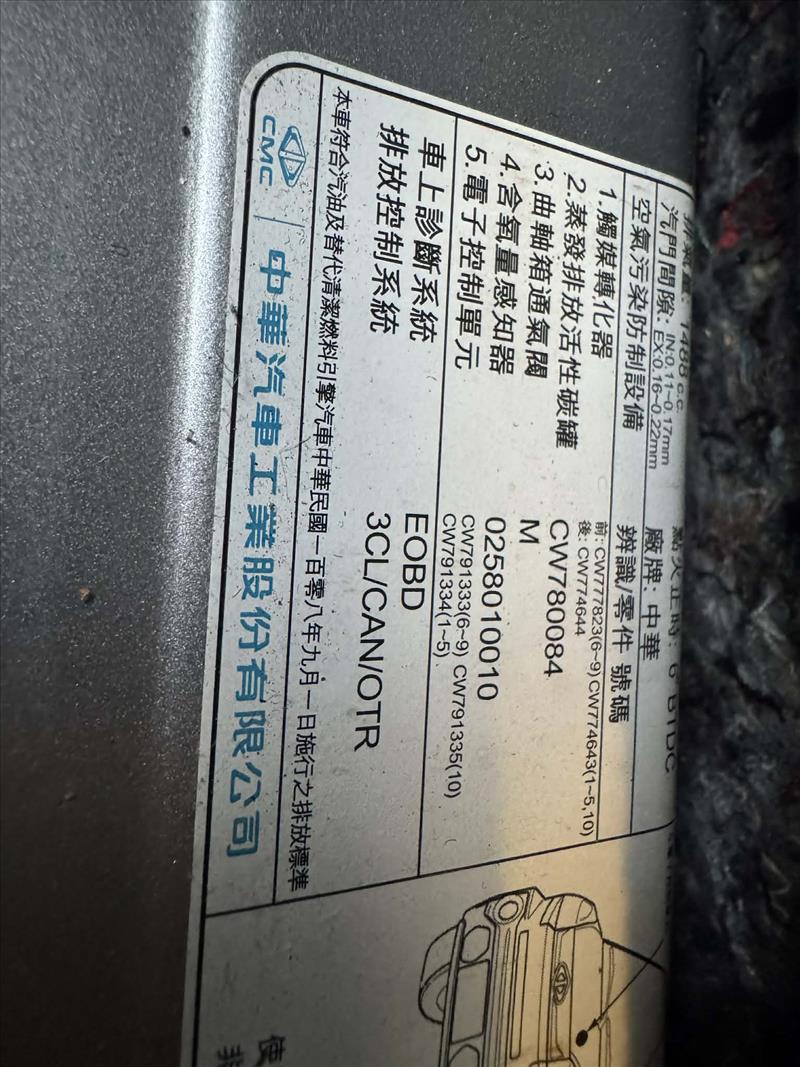 排氣量: 1488 c.c.
點火正時: 6°BTDC
汽門間隙: IN:0.11~0.17mm
EX:0.16~0.22mm
廠牌: 中華
空氣污染防制設備 辨識零件 號碼
1.觸媒轉化器 前: CW777823(6~9) CW774643(1~5,10)
後: CW774644
2.蒸發排放活性碳罐 CW780084
3.曲軸箱通氣閥 M
4.含氧量感知器 0258010010
5.電子控制單元 CW791333(6~9) CW791335(10)
CW791334(1~5)
車上診斷系統 EOBD
排放控制系統 3CL/CAN/OTR
本車符合汽油及替代清潔燃料引擎汽車中華民國一百零八年九月一日施行之排放標準
CMC 中華汽車工業股份有限公司
使